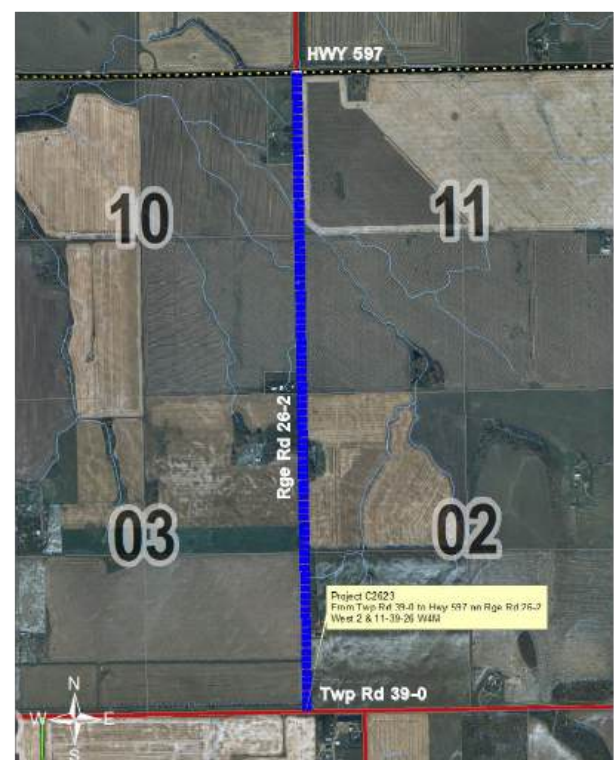 HWY 597
10
11
Rge Rd 26-2
03
02
Project C2623
From Twp Rd 39-0 to Hwy 597 on Rge Rd 26-2
West 2 & 11-39-26 W4M
Twp Rd 39-0
N
W E
S